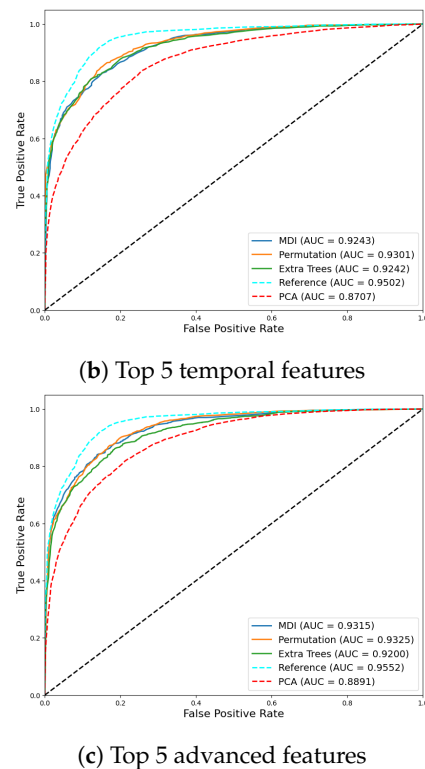 1.0
0.8
0.6
0.4
0.2
0.0
True Positive Rate
MDI (AUC = 0.9243)
Permutation (AUC = 0.9301)
Extra Trees (AUC = 0.9242)
Reference (AUC = 0.9502)
PCA (AUC = 0.8707)
0.0 0.2 0.4 0.6 0.8 1.0
False Positive Rate
(b) Top 5 temporal features
1.0
0.8
0.6
0.4
0.2
0.0
True Positive Rate
MDI (AUC = 0.9315)
Permutation (AUC = 0.9325)
Extra Trees (AUC = 0.9200)
Reference (AUC = 0.9552)
PCA (AUC = 0.8891)
0.0 0.2 0.4 0.6 0.8 1.0
False Positive Rate
(c) Top 5 advanced features